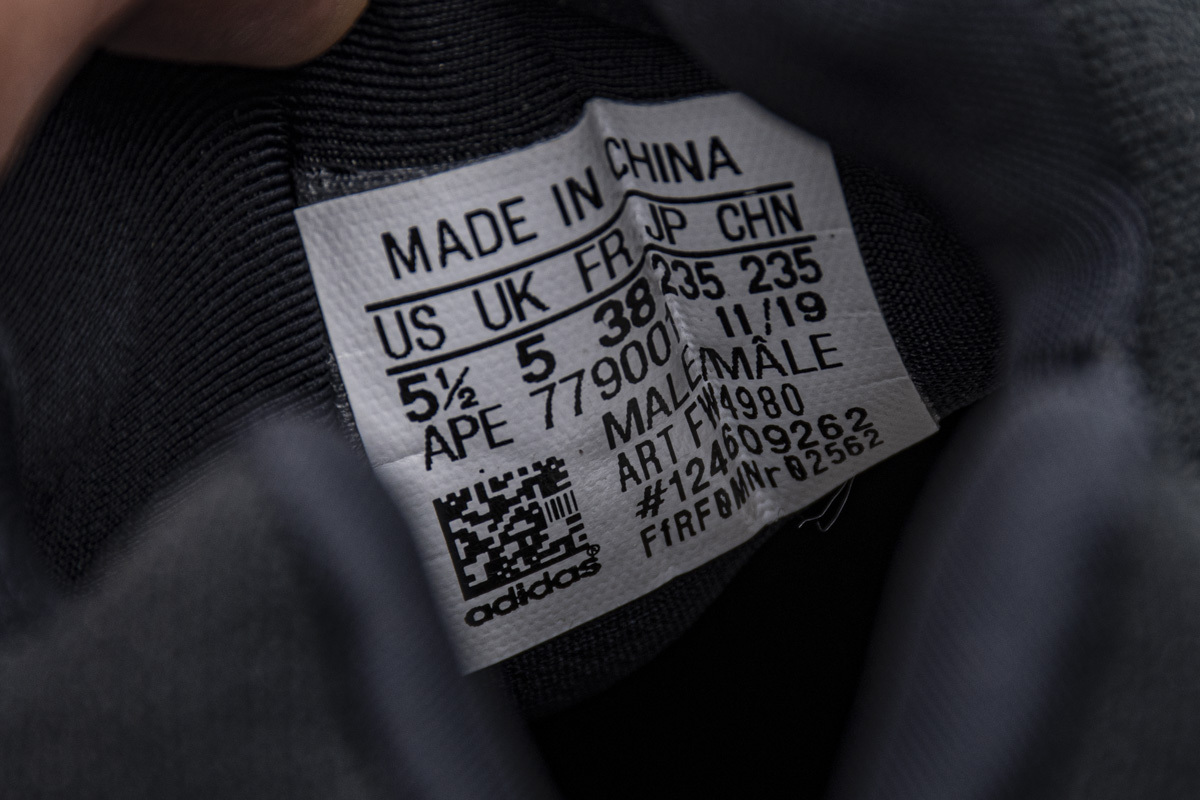 MADE IN CHINA
US UK FR JP CHN
5½ 5 38 235 235
APE 779001 11/19
MALE/MÂLE
ART FW4980
#124609262
F1RF0MNr02562
adidas®